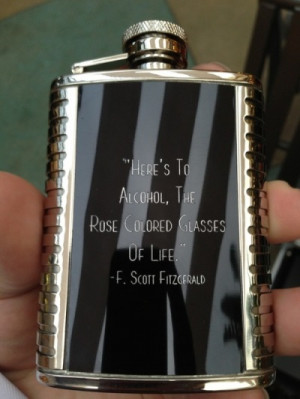 "Here's To
Alcohol, The
Rose Colored Glasses
Of Life."
-F. Scott Fitzgerald